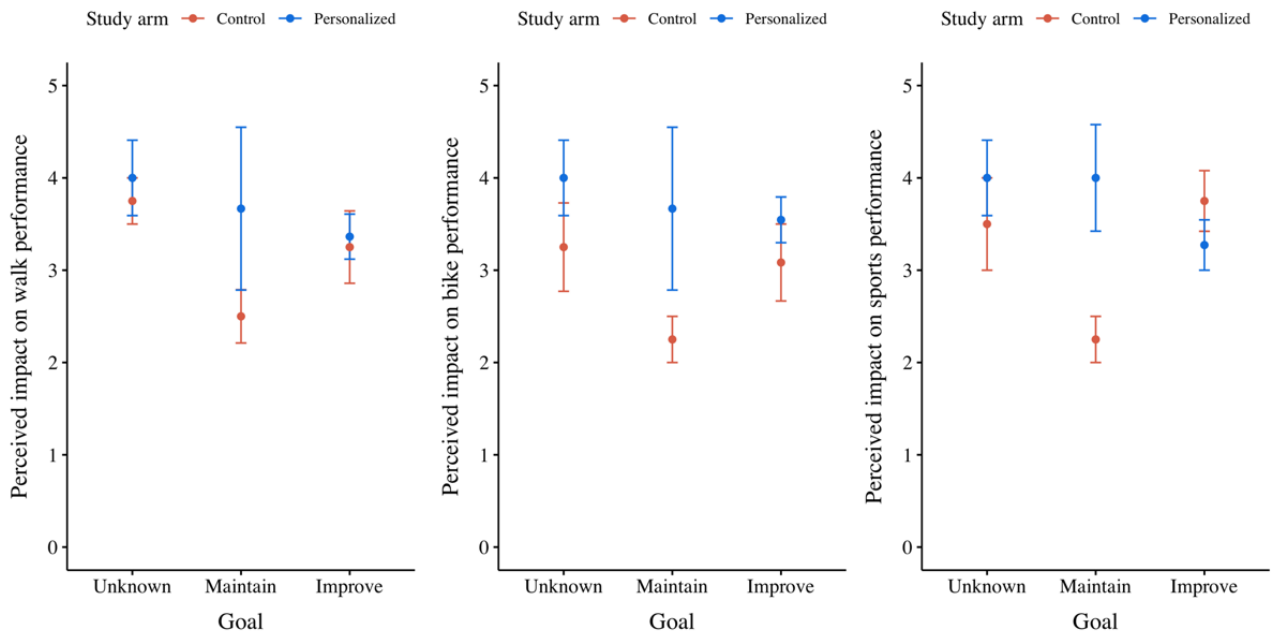 Study arm Control Personalized
Perceived impact on walk performance
5
4
3
2
1
0
Unknown Maintain Improve
Goal
Study arm Control Personalized
Perceived impact on bike performance
5
4
3
2
1
0
Unknown Maintain Improve
Goal
Study arm Control Personalized
Perceived impact on sports performance
5
4
3
2
1
0
Unknown Maintain Improve
Goal